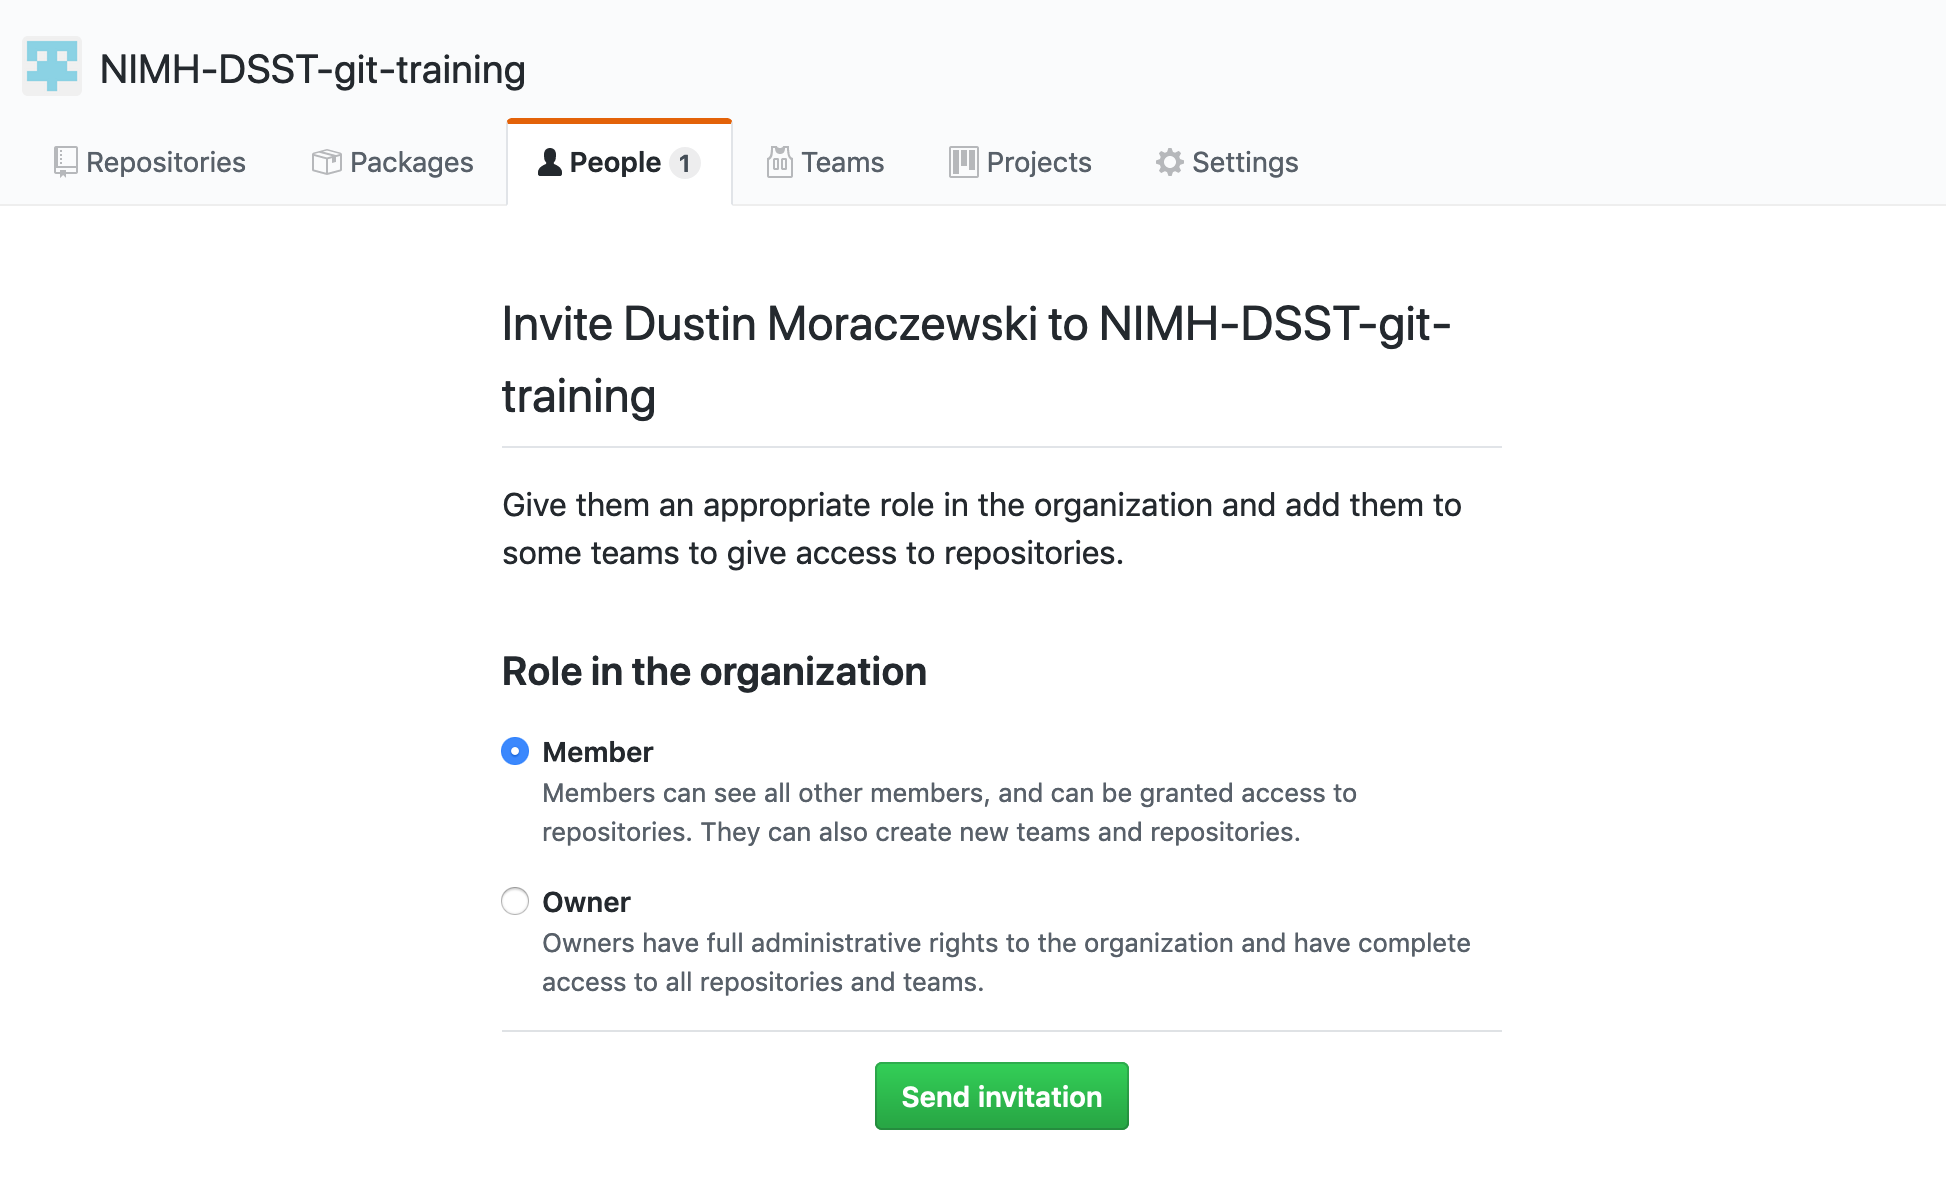 NIMH-DSST-git-training
Repositories Packages People 1 Teams Projects Settings
Invite Dustin Moraczewski to NIMH-DSST-git-
training
Give them an appropriate role in the organization and add them to
some teams to give access to repositories.
Role in the organization
Member
Members can see all other members, and can be granted access to
repositories. They can also create new teams and repositories.
Owner
Owners have full administrative rights to the organization and have complete
access to all repositories and teams.
Send invitation